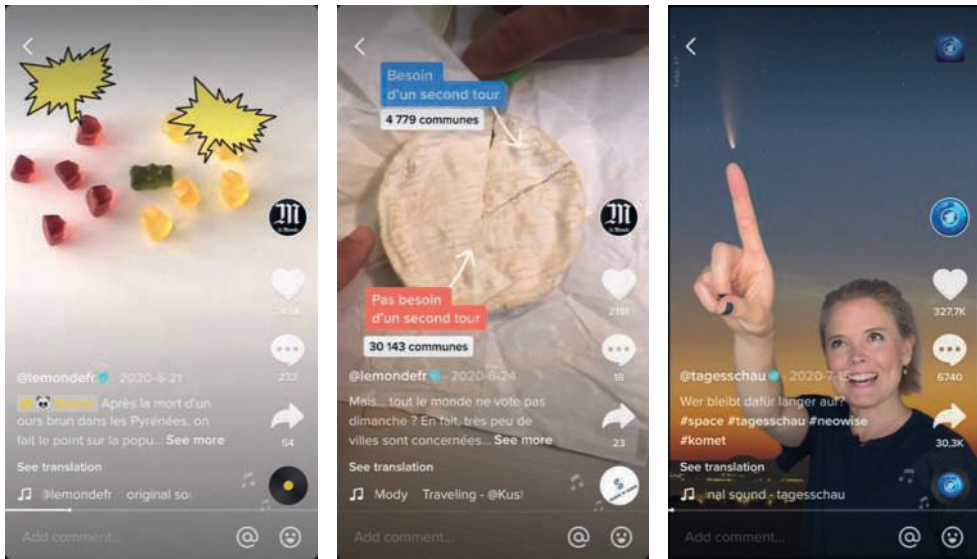 @lemondefr · 2020-6-21
Après la mort d'un
ours brun dans les Pyrénées, on
fait le point sur la popu... See more
See translation
@lemondefr original so
Add comment...
232
54
Besoin
d'un second tour
4 779 communes
Pas besoin
d'un second tour
30 143 communes
@lemondefr · 2020-6-24
Mais... tout le monde ne vote pas
dimanche ? En fait, très peu de
villes sont concernées... See more
See translation
Mody Traveling - @Kus
Add comment...
M
le Monde
2118
18
23
@tagesschau · 2020-7-15
Wer bleibt dafür länger auf?
#space #tagesschau #neowise
#komet
See translation
nal sound - tagesschau
Add comment...
327,7K
6740
30,3K